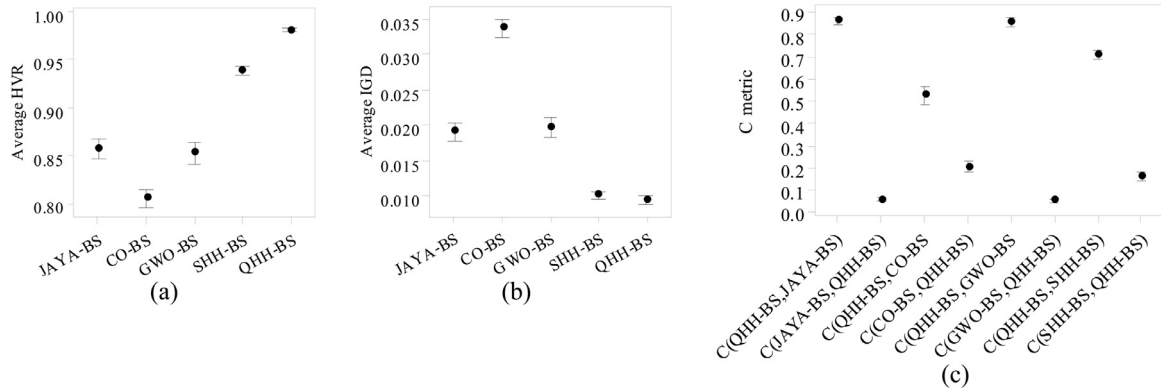 Average HVR
1.00
0.95
0.90
0.85
0.80
JAYA-BS
CO-BS
GWO-BS
SHH-BS
QHH-BS
(a)
Average IGD
0.035
0.030
0.025
0.020
0.015
0.010
JAYA-BS
CO-BS
GWO-BS
SHH-BS
QHH-BS
(b)
C metric
0.9
0.8
0.7
0.6
0.5
0.4
0.3
0.2
0.1
0.0
C(QHH-BS,JAYA-BS)
C(JAYA-BS,QHH-BS)
C(QHH-BS,CO-BS)
C(CO-BS,QHH-BS)
C(QHH-BS,GWO-BS)
C(GWO-BS,QHH-BS)
C(QHH-BS,SHH-BS)
C(SHH-BS,QHH-BS)
(c)